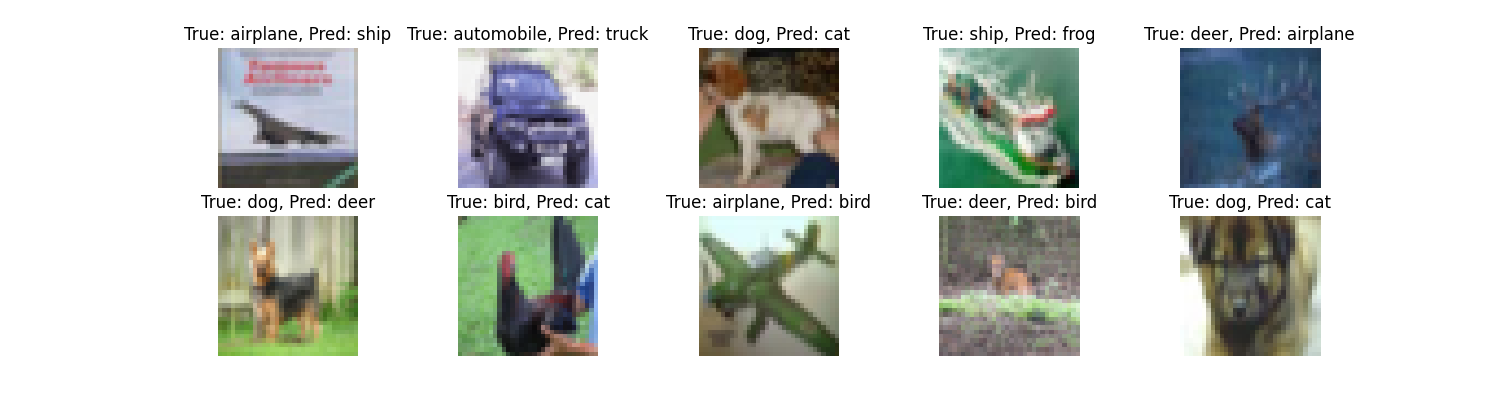 True: airplane, Pred: ship
True: automobile, Pred: truck
True: dog, Pred: cat
True: ship, Pred: frog
True: deer, Pred: airplane
True: dog, Pred: deer
True: bird, Pred: cat
True: airplane, Pred: bird
True: deer, Pred: bird
True: dog, Pred: cat